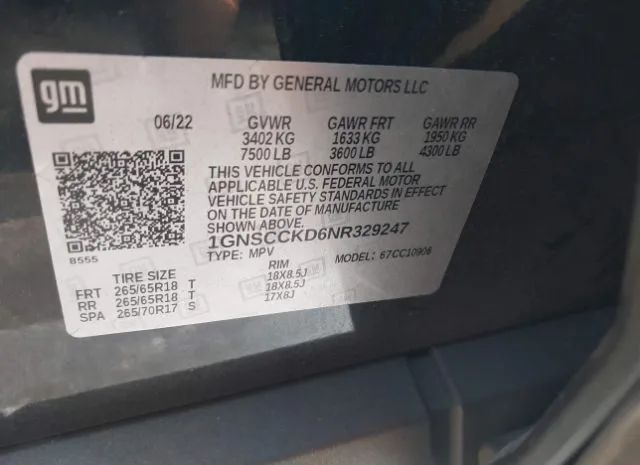 gm
MFD BY GENERAL MOTORS LLC
06/22 GVWR GAWR FRT GAWR RR
3402 KG 1633 KG 1950 KG
7500 LB 3600 LB 4300 LB
THIS VEHICLE CONFORMS TO ALL
APPLICABLE U.S. FEDERAL MOTOR
VEHICLE SAFETY STANDARDS IN EFFECT
ON THE DATE OF MANUFACTURE
SHOWN ABOVE.
1GNSCCKD6NR329247
TYPE: MPV MODEL: 67CC10906
B555
TIRE SIZE RIM
FRT 265/65R18 T 18X8.5J
RR 265/65R18 T 18X8.5J
SPA 265/70R17 S 17X8J